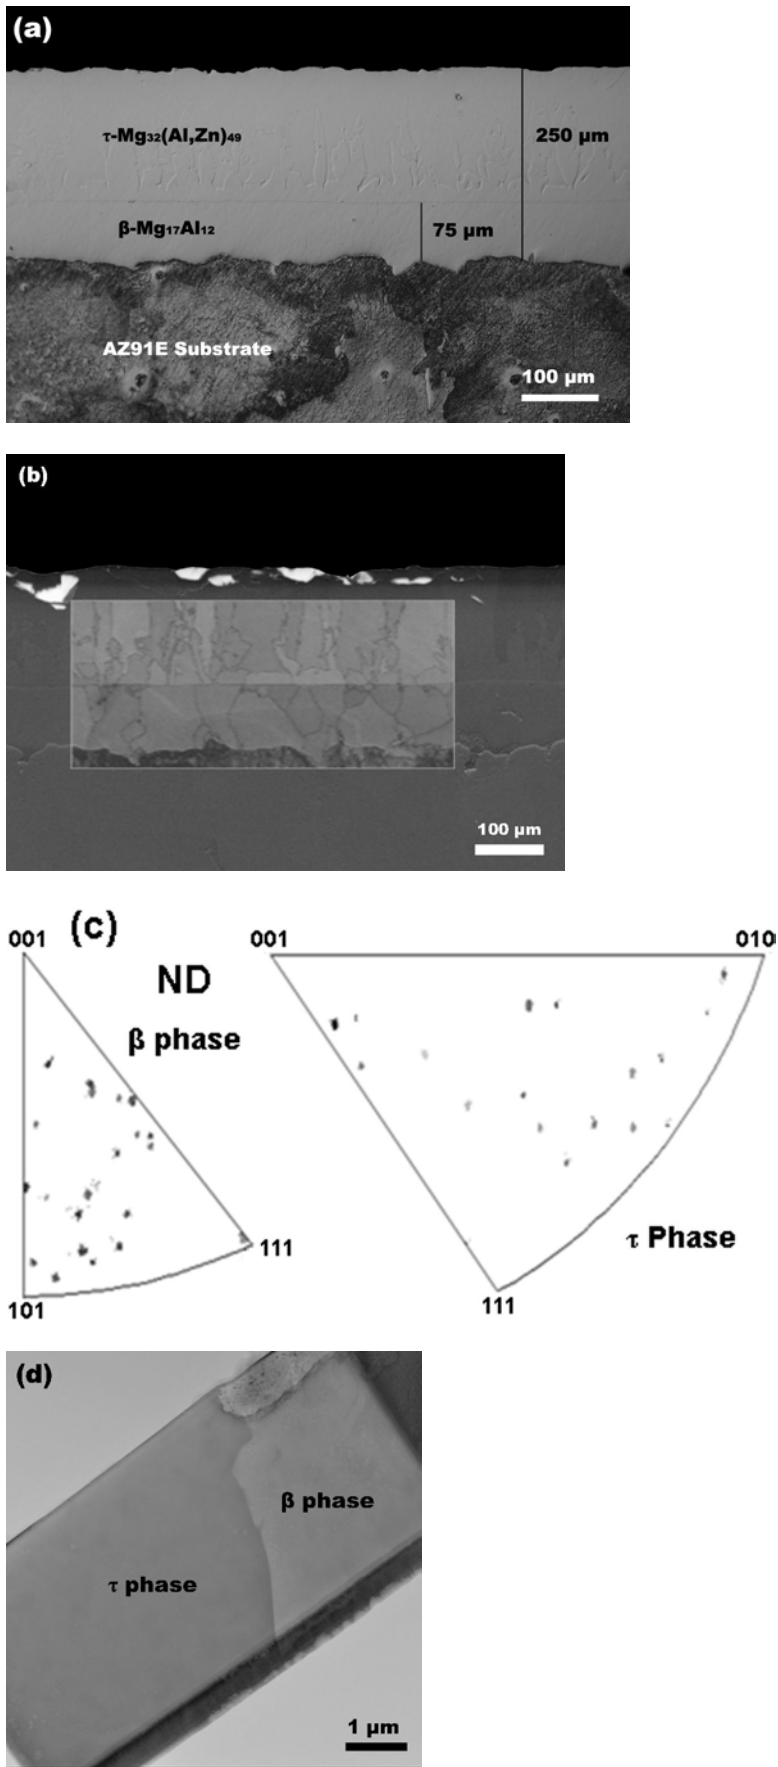 (a)
τ-Mg₃₂(Al,Zn)₄₉
250 µm
β-Mg₁₇Al₁₂
75 µm
AZ91E Substrate
100 µm
(b)
100 µm
(c)
001
ND
β phase
111
101
001
010
τ Phase
111
(d)
β phase
τ phase
1 µm